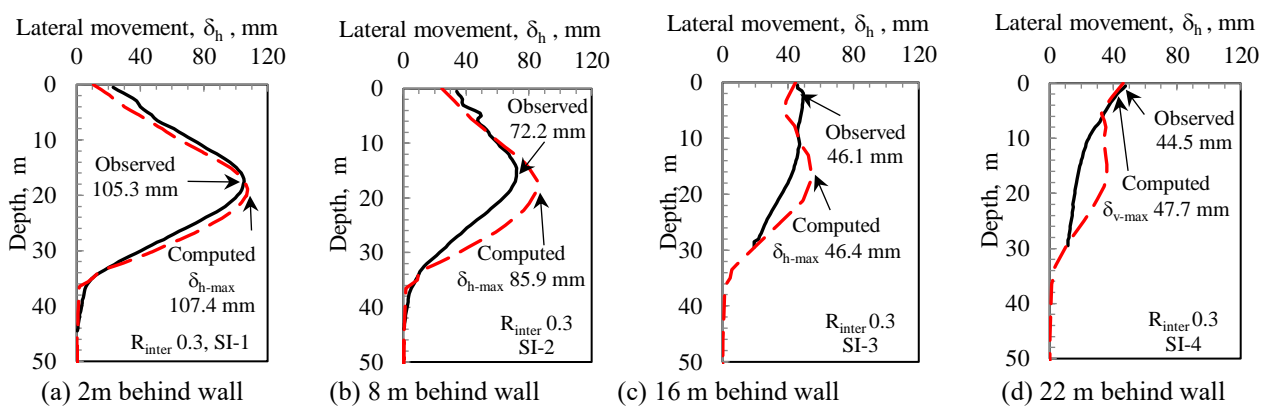 Lateral movement, δh , mm
0 40 80 120
0
10
20
30
40
50
Depth, m
Observed
105.3 mm
Computed
δh-max
107.4 mm
Rinter 0.3, SI-1
(a) 2m behind wall
Lateral movement, δh , mm
0 40 80 120
0
10
20
30
40
50
Depth, m
Observed
72.2 mm
Computed
δh-max 85.9 mm
Rinter 0.3
SI-2
(b) 8 m behind wall
Lateral movement, δh , mm
0 40 80 120
0
10
20
30
40
50
Depth, m
Observed
46.1 mm
Computed
δh-max 46.4 mm
Rinter 0.3
SI-3
(c) 16 m behind wall
Lateral movement, δh , mm
0 40 80 120
0
10
20
30
40
50
Depth, m
Observed
44.5 mm
Computed
δv-max 47.7 mm
Rinter 0.3
SI-4
(d) 22 m behind wall